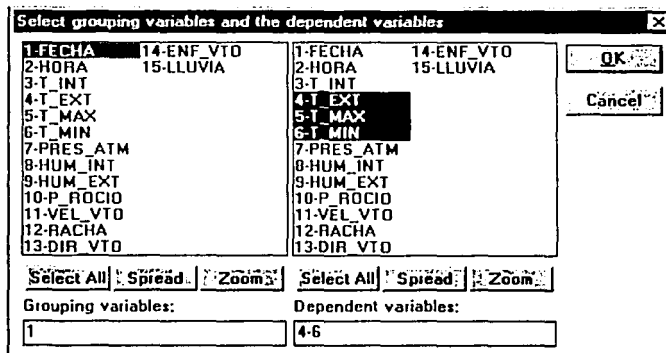 Select grouping variables and the dependent variables
1-FECHA 14-ENF_VTO
2-HORA 15-LLUVIA
3-T_INT
4-T_EXT
5-T_MAX
6-T_MIN
7-PRES_ATM
8-HUM_INT
9-HUM_EXT
10-P_ROCIO
11-VEL_VTO
12-RACHA
13-DIR_VTO
1-FECHA 14-ENF_VTO
2-HORA 15-LLUVIA
3-T_INT
4-T_EXT
5-T_MAX
6-T_MIN
7-PRES_ATM
8-HUM_INT
9-HUM_EXT
10-P_ROCIO
11-VEL_VTO
12-RACHA
13-DIR_VTO
OK
Cancel
Select All Spread Zoom
Select All Spread Zoom
Grouping variables:
1
Dependent variables:
4-6